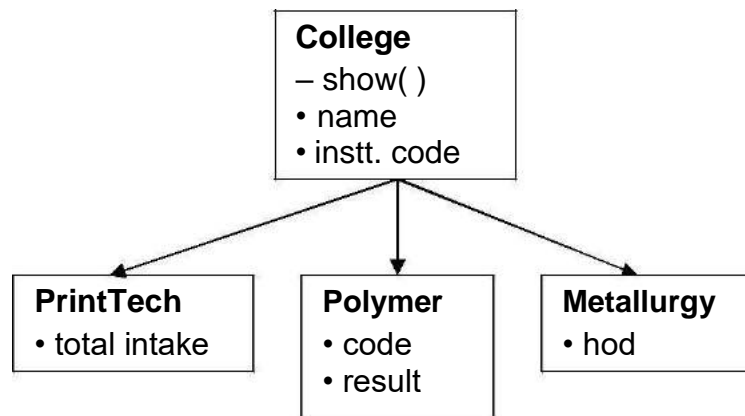 College
– show( )
• name
• instt. code
PrintTech
• total intake
Polymer
• code
• result
Metallurgy
• hod